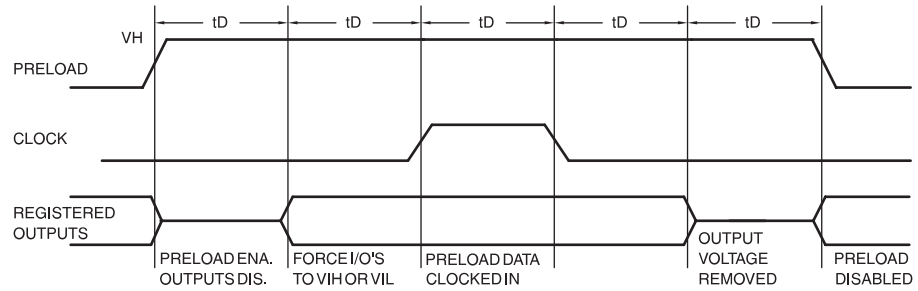 tD tD tD tD tD
VH
PRELOAD
CLOCK
REGISTERED
OUTPUTS
PRELOAD ENA.
OUTPUTS DIS.
FORCE I/O'S
TO VIH OR VIL
PRELOAD DATA
CLOCKED IN
OUTPUT
VOLTAGE
REMOVED
PRELOAD
DISABLED